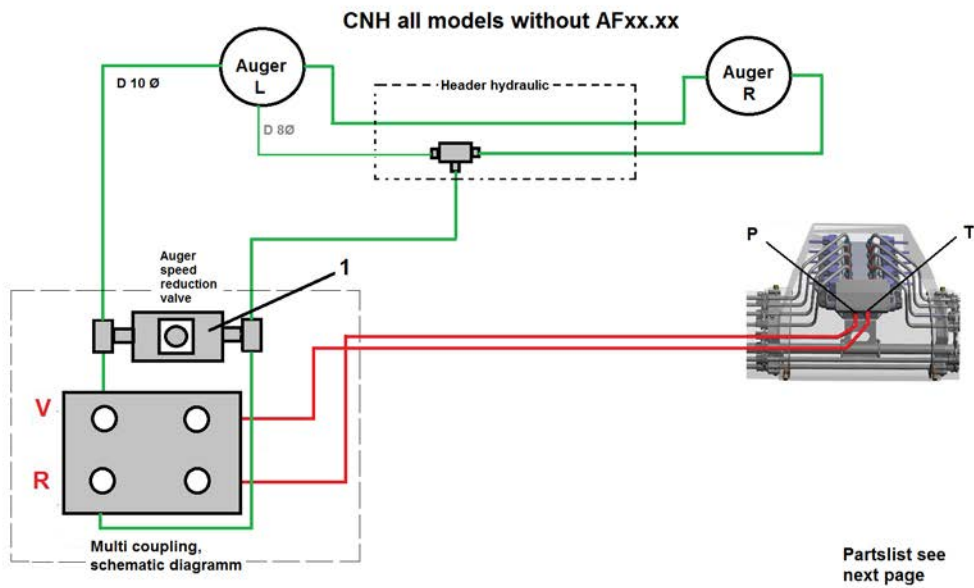 CNH all models without AFxx.xx
Auger
L
Auger
R
D 10 Ø
Header hydraulic
D 8Ø
P
T
Auger
speed
reduction
valve
1
V
R
Multi coupling,
schematic diagramm
Partslist see
next page